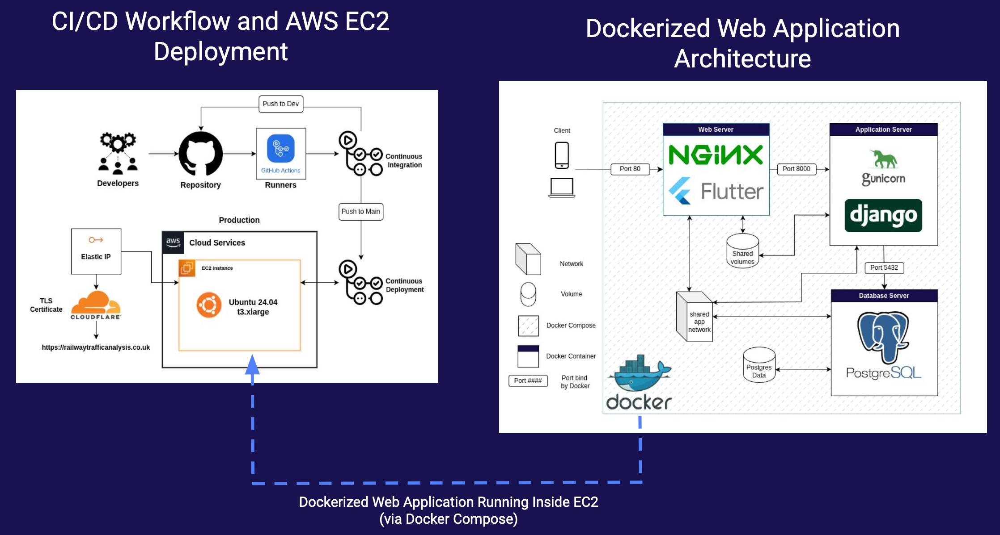 CI/CD Workflow and AWS EC2
Deployment
Push to Dev
Developers
Repository
GitHub Actions
Runners
Continuous
Integration
Push to Main
Production
aws
Cloud Services
Elastic IP
EC2 Instance
Ubuntu 24.04
t3.xlarge
Continuous
Deployment
TLS
Certificate
CLOUDFLARE
https://railwaytrafficanalysis.co.uk
Dockerized Web Application
Architecture
Client
Port 80
Web Server
NGINX
Flutter
Port 8000
Application Server
gunicorn
django
Shared
volumes
Port 5432
Network
Volume
Docker Compose
Docker Container
Port ####
Port bind
by Docker
shared
app
network
Database Server
PostgreSQL
Postgres
Data
docker
Dockerized Web Application Running Inside EC2
(via Docker Compose)